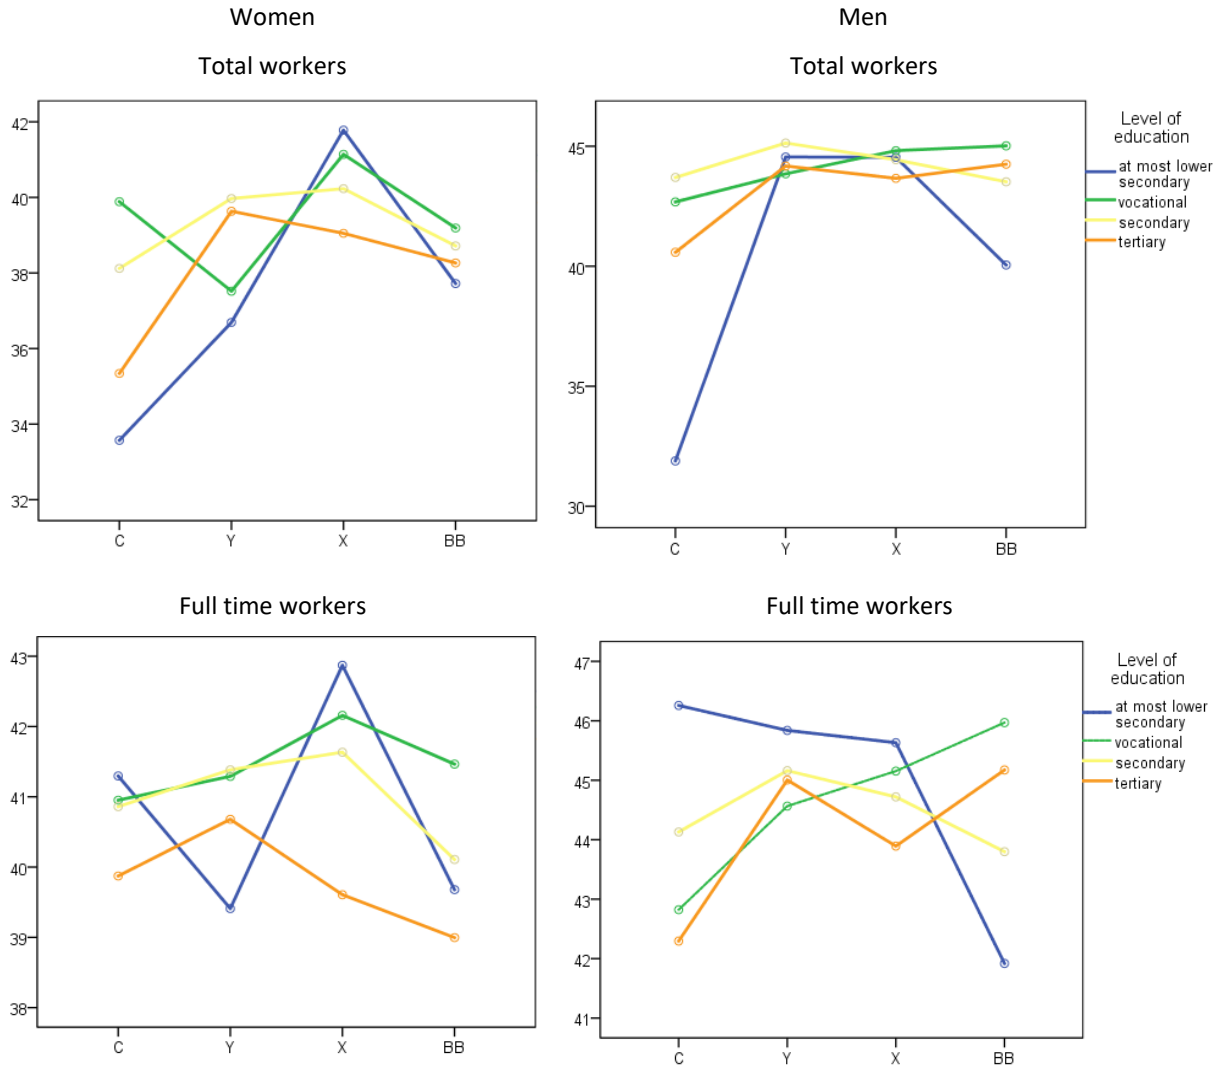 Women
Men
Total workers
Total workers
42
40
38
36
34
32
C
Y
X
BB
45
40
35
30
C
Y
X
BB
Level of
education
at most lower
secondary
vocational
secondary
tertiary
Full time workers
Full time workers
43
42
41
40
39
38
C
Y
X
BB
47
46
45
44
43
42
41
C
Y
X
BB
Level of
education
at most lower
secondary
vocational
secondary
tertiary